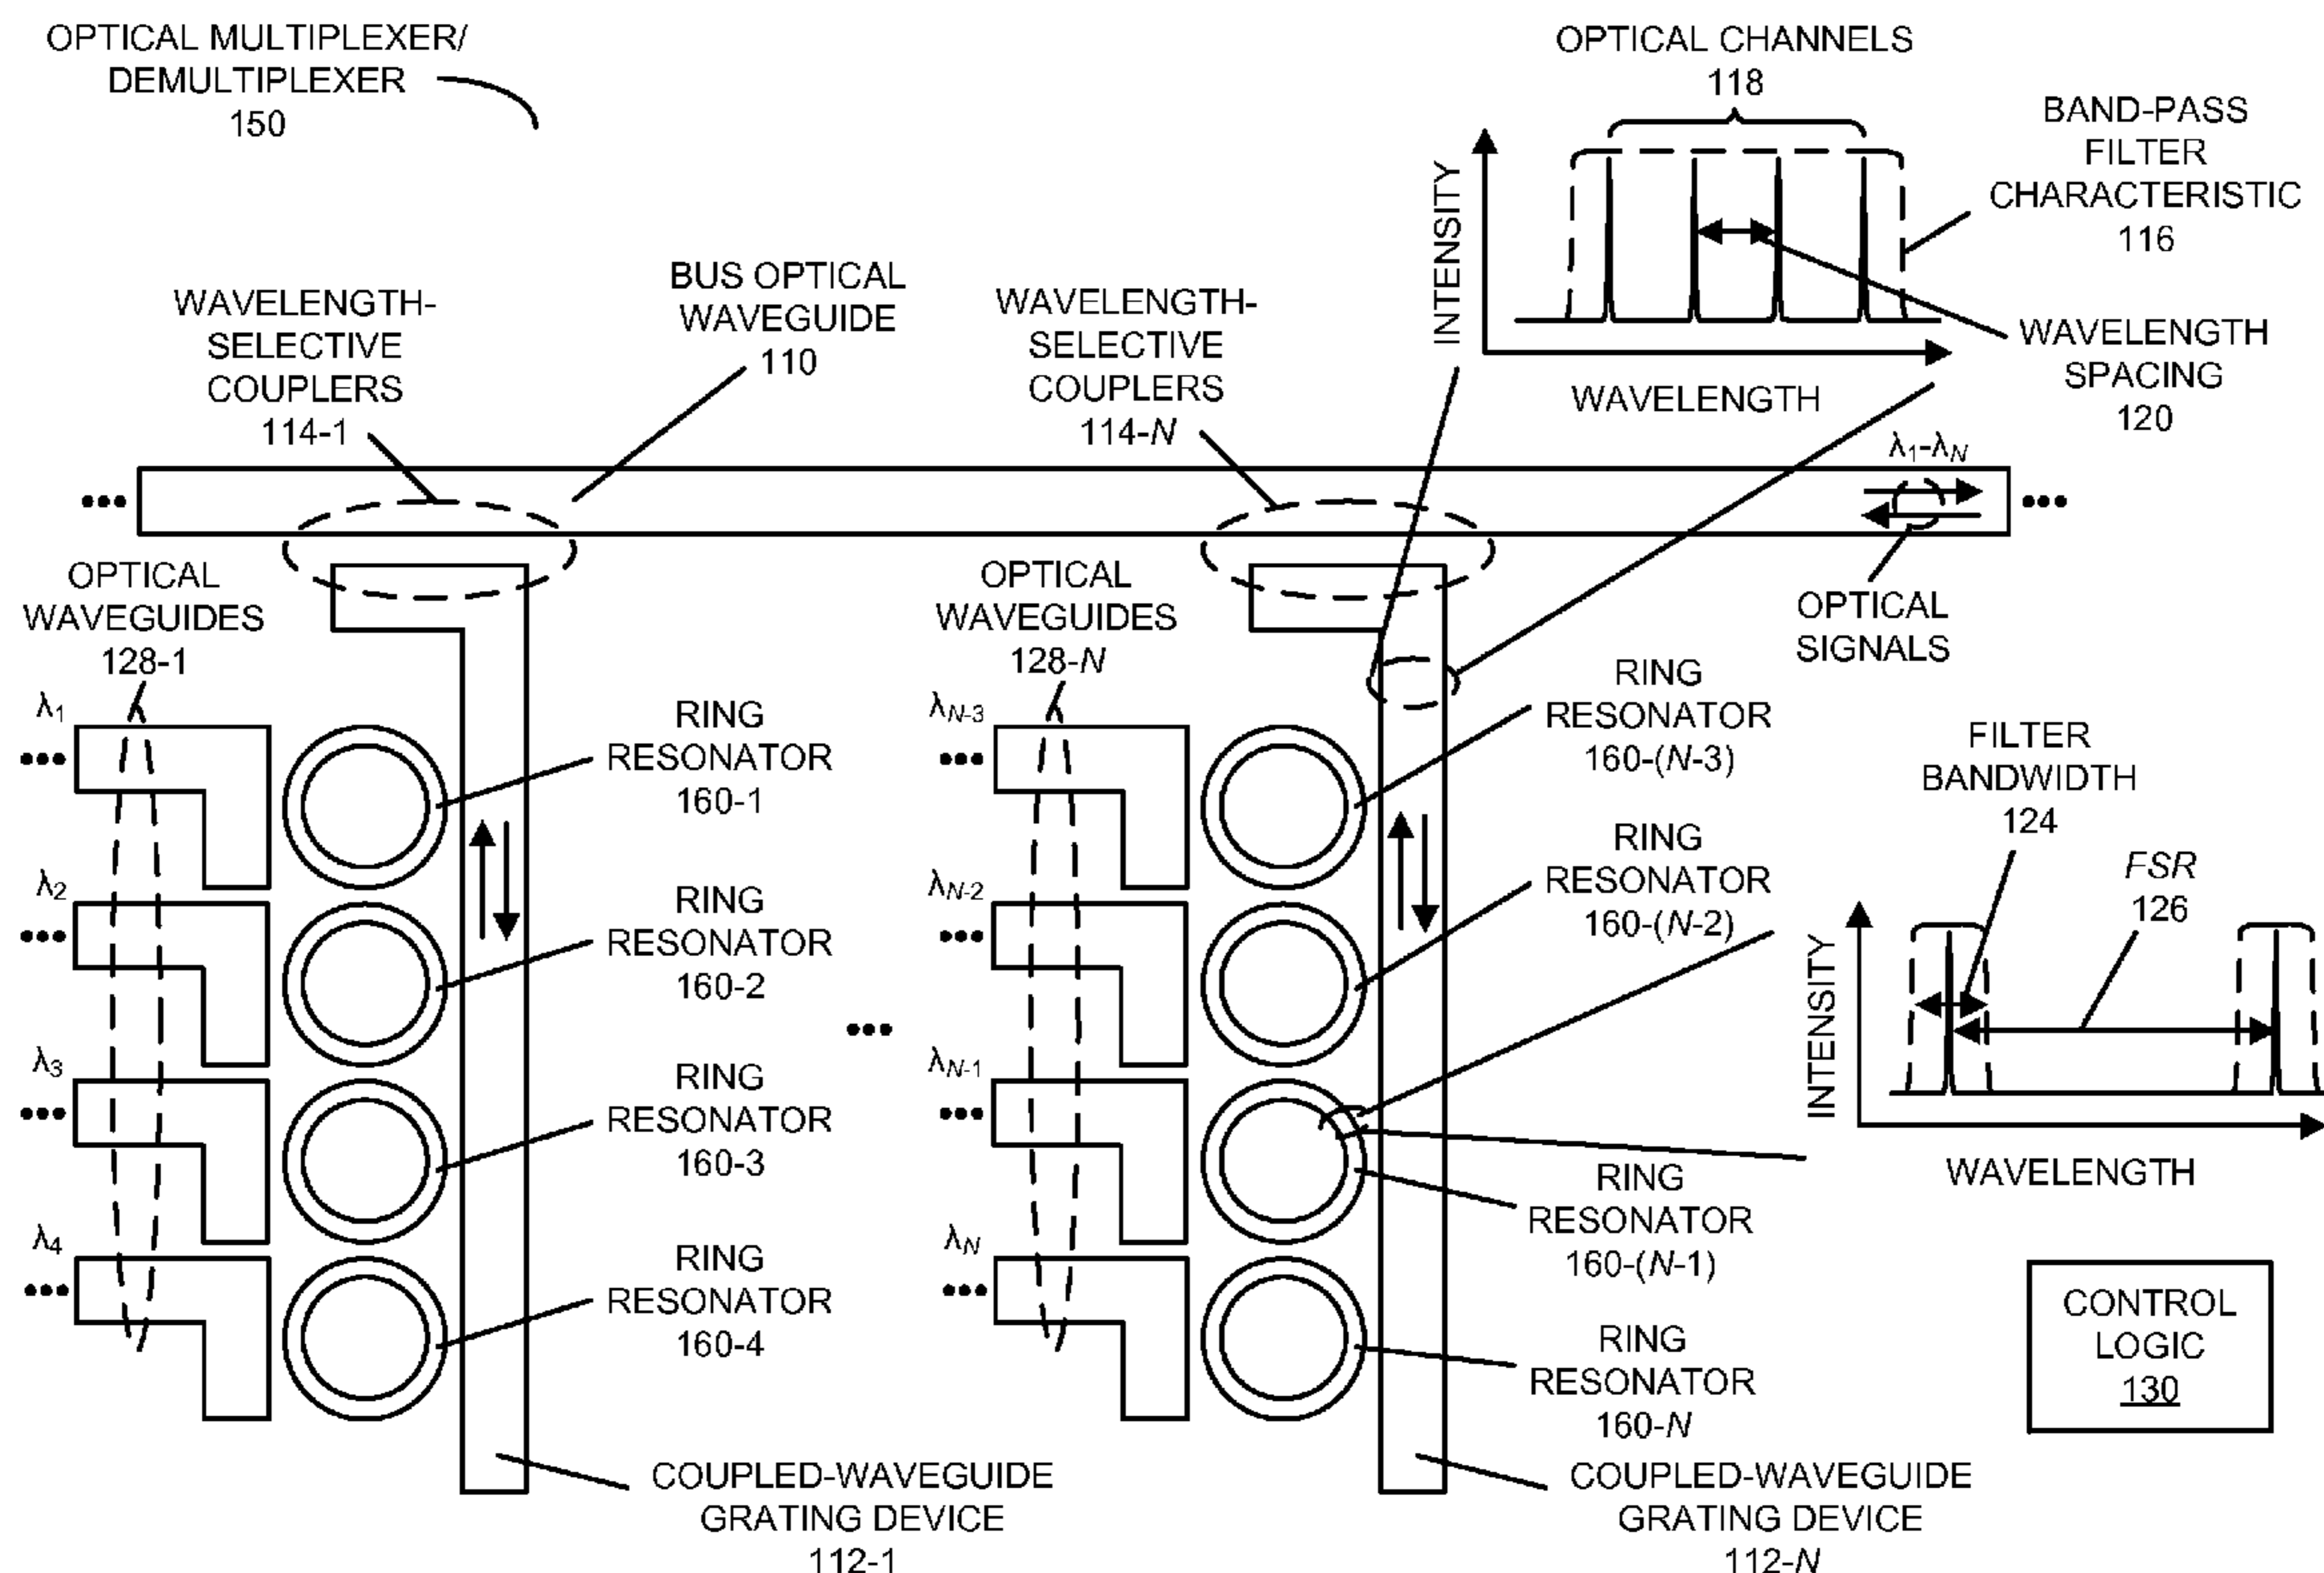 OPTICAL MULTIPLEXER/
DEMULTIPLEXER
150
OPTICAL CHANNELS
118
BAND-PASS
FILTER
CHARACTERISTIC
116
INTENSITY
WAVELENGTH
WAVELENGTH
SPACING
120
WAVELENGTH-
SELECTIVE
COUPLERS
114-1
BUS OPTICAL
WAVEGUIDE
110
WAVELENGTH-
SELECTIVE
COUPLERS
114-N
λ1-λN
•••
•••
OPTICAL
SIGNALS
OPTICAL
WAVEGUIDES
128-1
λ1
•••
λ2
•••
λ3
•••
λ4
•••
RING
RESONATOR
160-1
RING
RESONATOR
160-2
RING
RESONATOR
160-3
RING
RESONATOR
160-4
COUPLED-WAVEGUIDE
GRATING DEVICE
112-1
•••
OPTICAL
WAVEGUIDES
128-N
λN-3
•••
λN-2
•••
λN-1
•••
λN
•••
RING
RESONATOR
160-(N-3)
RING
RESONATOR
160-(N-2)
RING
RESONATOR
160-(N-1)
RING
RESONATOR
160-N
COUPLED-WAVEGUIDE
GRATING DEVICE
112-N
FILTER
BANDWIDTH
124
FSR
126
INTENSITY
WAVELENGTH
CONTROL
LOGIC
130